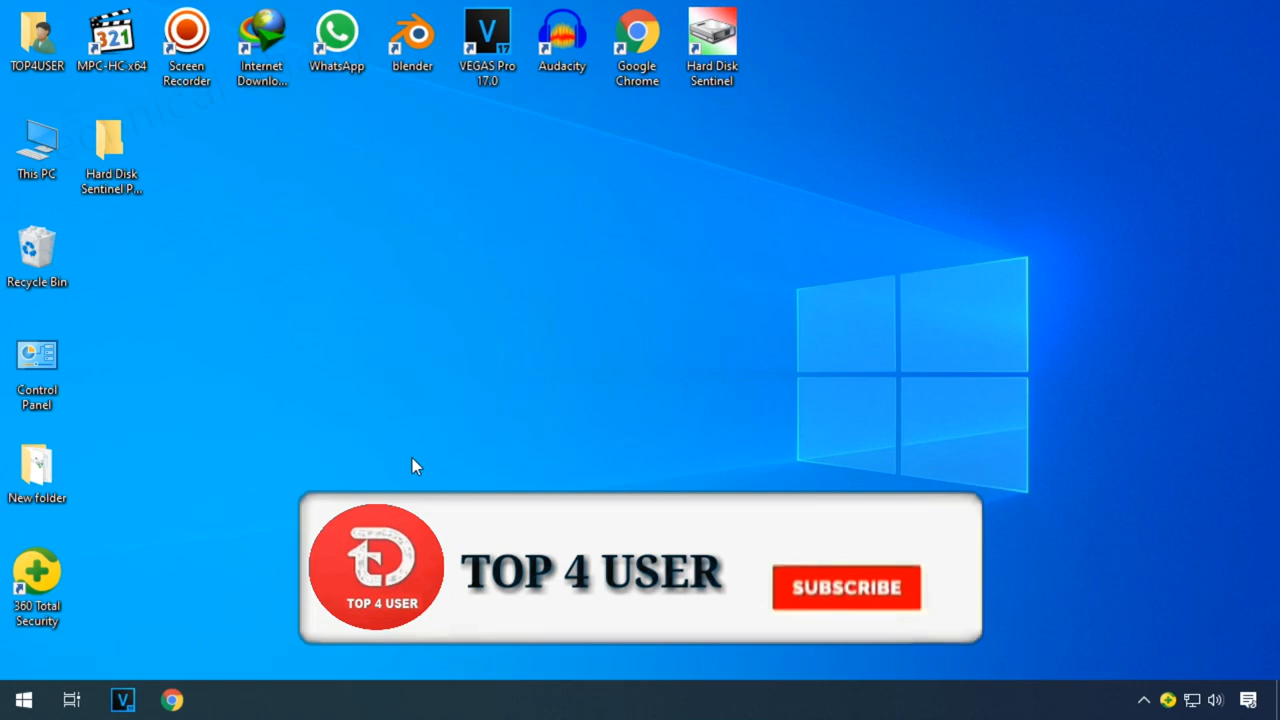 TOP4USER
MPC-HC x64
321
Screen
Recorder
Internet
Downlo...
WhatsApp
blender
V
17
VEGAS Pro
17.0
Audacity
Google
Chrome
Hard Disk
Sentinel
This PC
Hard Disk
Sentinel P...
Recycle Bin
Control
Panel
New folder
360 Total
Security
TOP 4 USER
TOP 4 USER
SUBSCRIBE
V